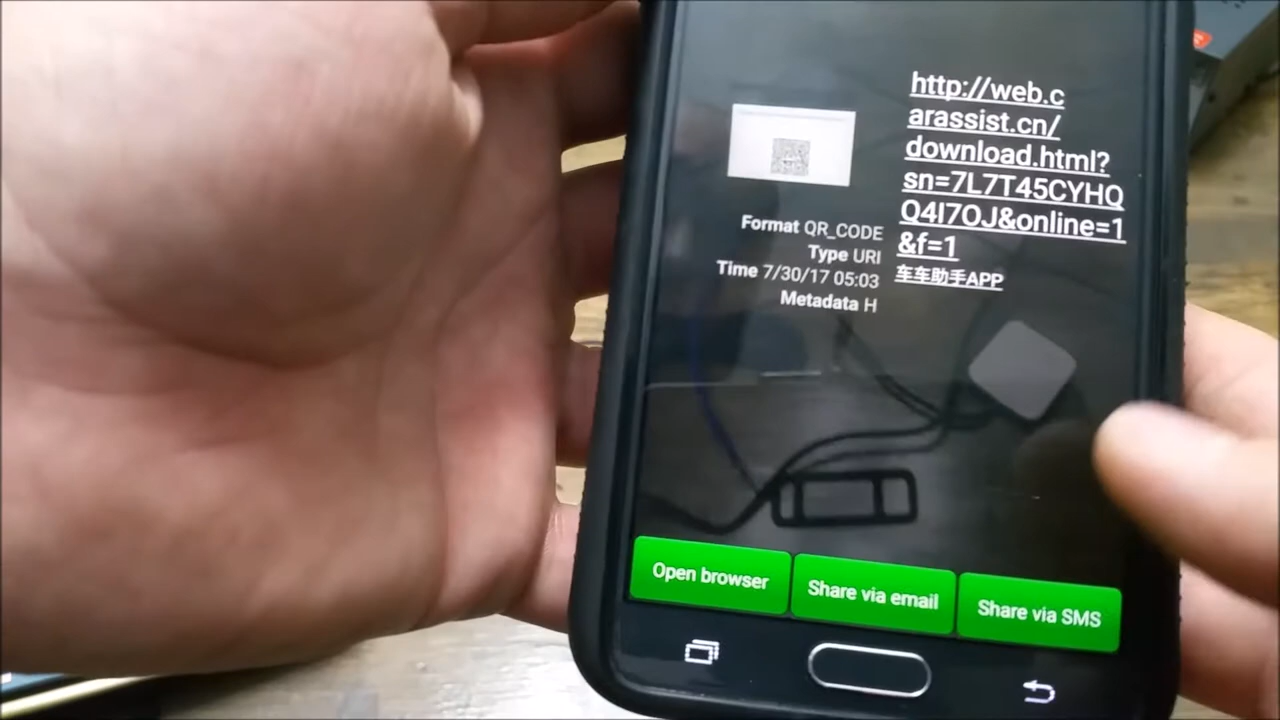 http://web.c
arassist.cn/
download.html?
sn=7L7T45CYHQ
Q4I7OJ&online=1
&f=1
车车助手APP
Format QR_CODE
Type URI
Time 7/30/17 05:03
Metadata H
Open browser
Share via email
Share via SMS